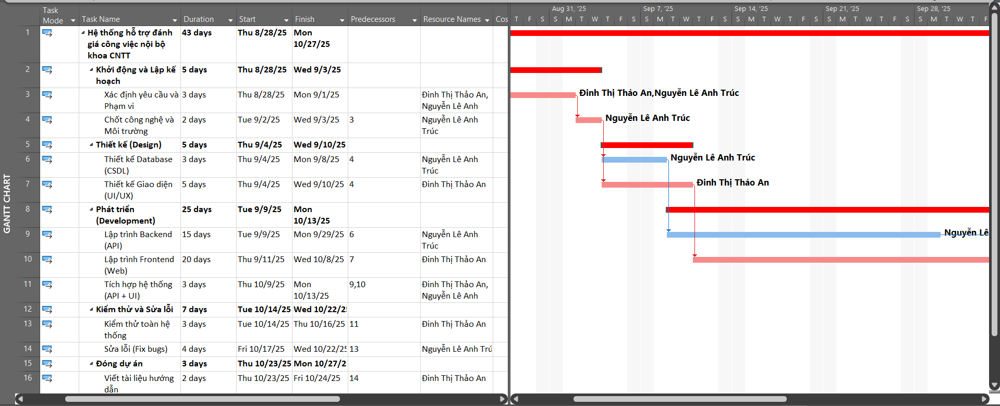 Task
Mode
Task Name
Duration
Start
Finish
Predecessors
Resource Names
Cos
Aug 31, '25
Sep 7, '25
Sep 14, '25
Sep 21, '25
Sep 28, '25
T F S S M T W T F S S M T W T F S S M T W T F S S M T W T F S S M T W T F
GANTT CHART
1
Hệ thống hỗ trợ đánh
giá công việc nội bộ
khoa CNTT
43 days
Thu 8/28/25
Mon
10/27/25
2
Khởi động và Lập kế
hoạch
5 days
Thu 8/28/25
Wed 9/3/25
3
Xác định yêu cầu và
Phạm vi
3 days
Thu 8/28/25
Mon 9/1/25
Đinh Thị Thảo An,
Nguyễn Lê Anh
Đinh Thị Thảo An,Nguyễn Lê Anh Trúc
4
Chốt công nghệ và
Môi trường
2 days
Tue 9/2/25
Wed 9/3/25
3
Nguyễn Lê Anh
Trúc
Nguyễn Lê Anh Trúc
5
Thiết kế (Design)
5 days
Thu 9/4/25
Wed 9/10/25
6
Thiết kế Database
(CSDL)
3 days
Thu 9/4/25
Mon 9/8/25
4
Nguyễn Lê Anh
Trúc
Nguyễn Lê Anh Trúc
7
Thiết kế Giao diện
(UI/UX)
5 days
Thu 9/4/25
Wed 9/10/25
4
Đinh Thị Thảo An
Đinh Thị Thảo An
8
Phát triển
(Development)
25 days
Tue 9/9/25
Mon
10/13/25
9
Lập trình Backend
(API)
15 days
Tue 9/9/25
Mon 9/29/25
6
Nguyễn Lê Anh
Trúc
Nguyễn Lê
10
Lập trình Frontend
(Web)
20 days
Thu 9/11/25
Wed 10/8/25
7
Đinh Thị Thảo An
11
Tích hợp hệ thống
(API + UI)
3 days
Thu 10/9/25
Mon
10/13/25
9,10
Đinh Thị Thảo An,
Nguyễn Lê Anh
12
Kiểm thử và Sửa lỗi
7 days
Tue 10/14/25
Wed 10/22/25
13
Kiểm thử toàn hệ
thống
3 days
Tue 10/14/25
Thu 10/16/25
11
Đinh Thị Thảo An
14
Sửa lỗi (Fix bugs)
4 days
Fri 10/17/25
Wed 10/22/25
13
Nguyễn Lê Anh Trú
15
Đóng dự án
3 days
Thu 10/23/25
Mon 10/27/2
16
Viết tài liệu hướng
dẫn
2 days
Thu 10/23/25
Fri 10/24/25
14
Đinh Thị Thảo An